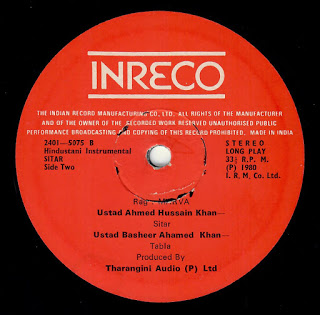 INRECO
THE INDIAN RECORD MANUFACTURING CO. LTD. ALL RIGHTS OF THE MANUFACTURER
AND OF THE OWNER OF THE RECORDED WORK RESERVED UNAUTHORISED PUBLIC
PERFORMANCE BROADCASTING AND COPYING OF THIS RECORD PROHIBITED. MADE IN INDIA
2401-5075 B STEREO
Hindustani Instrumental LONG PLAY
SITAR 33⅓ R. P. M.
Side Two (P) 1980
I. R. M, Co. Ltd.
Rag
Ustad Ahmed Hussain Khan—
Sitar
Ustad Basheer Ahamed Khan—
Tabla
Produced By
Tharangini Audio (P) Ltd